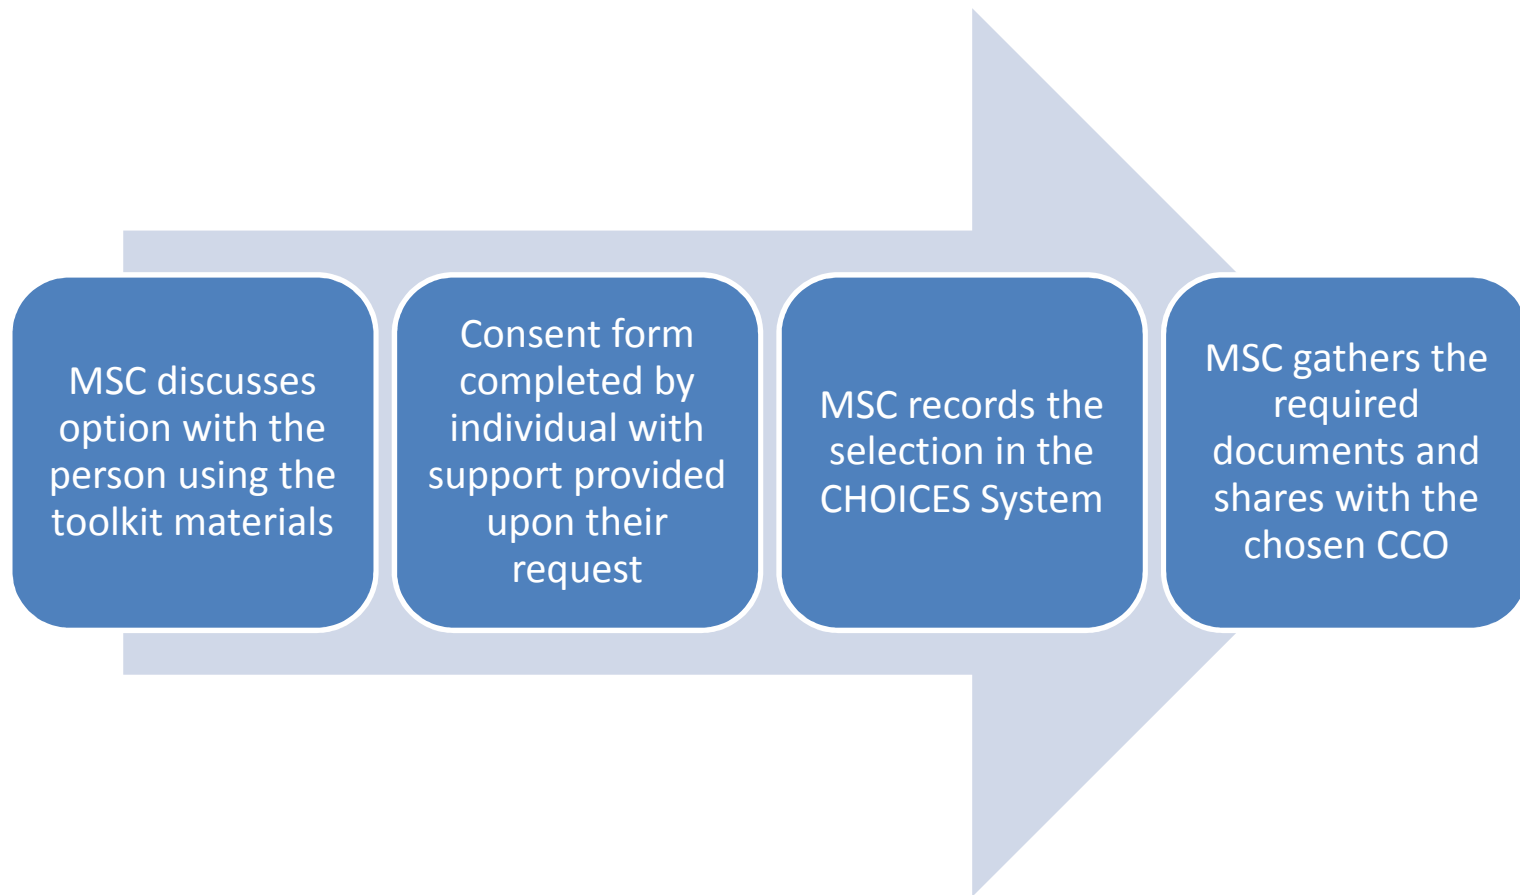 MSC discusses
option with the
person using the
toolkit materials
Consent form
completed by
individual with
support provided
upon their
request
MSC records the
selection in the
CHOICES System
MSC gathers the
required
documents and
shares with the
chosen CCO